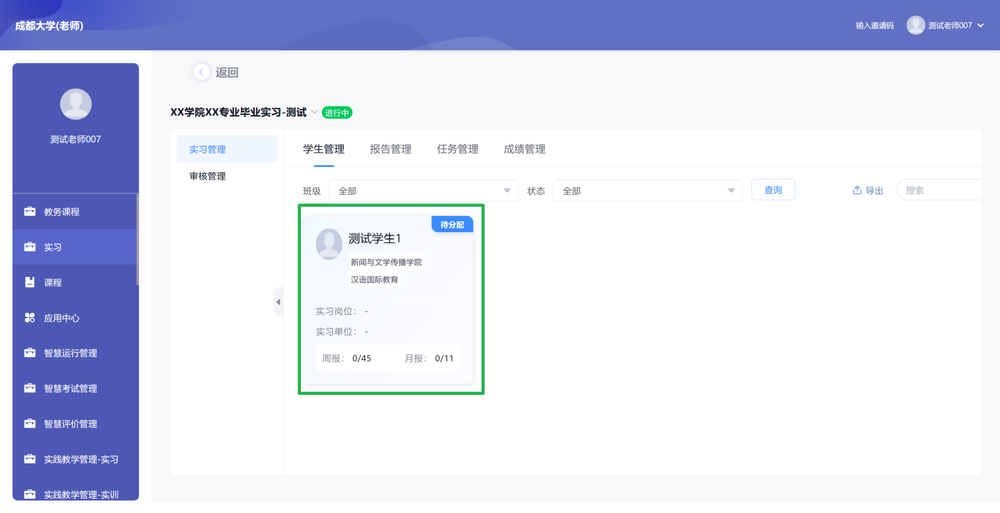 成都大学(老师)
输入邀请码
测试老师007
测试老师007
教务课程
实习
课程
应用中心
智慧运行管理
智慧考试管理
智慧评价管理
实践教学管理-实习
实践教学管理-实训
返回
XX学院XX专业毕业实习-测试 进行中
实习管理
审核管理
学生管理 报告管理 任务管理 成绩管理
班级 全部 状态 全部 查询 导出 搜索
待分配
测试学生1
新闻与文学传播学院
汉语国际教育
实习岗位： -
实习单位： -
周报： 0/45 月报： 0/11